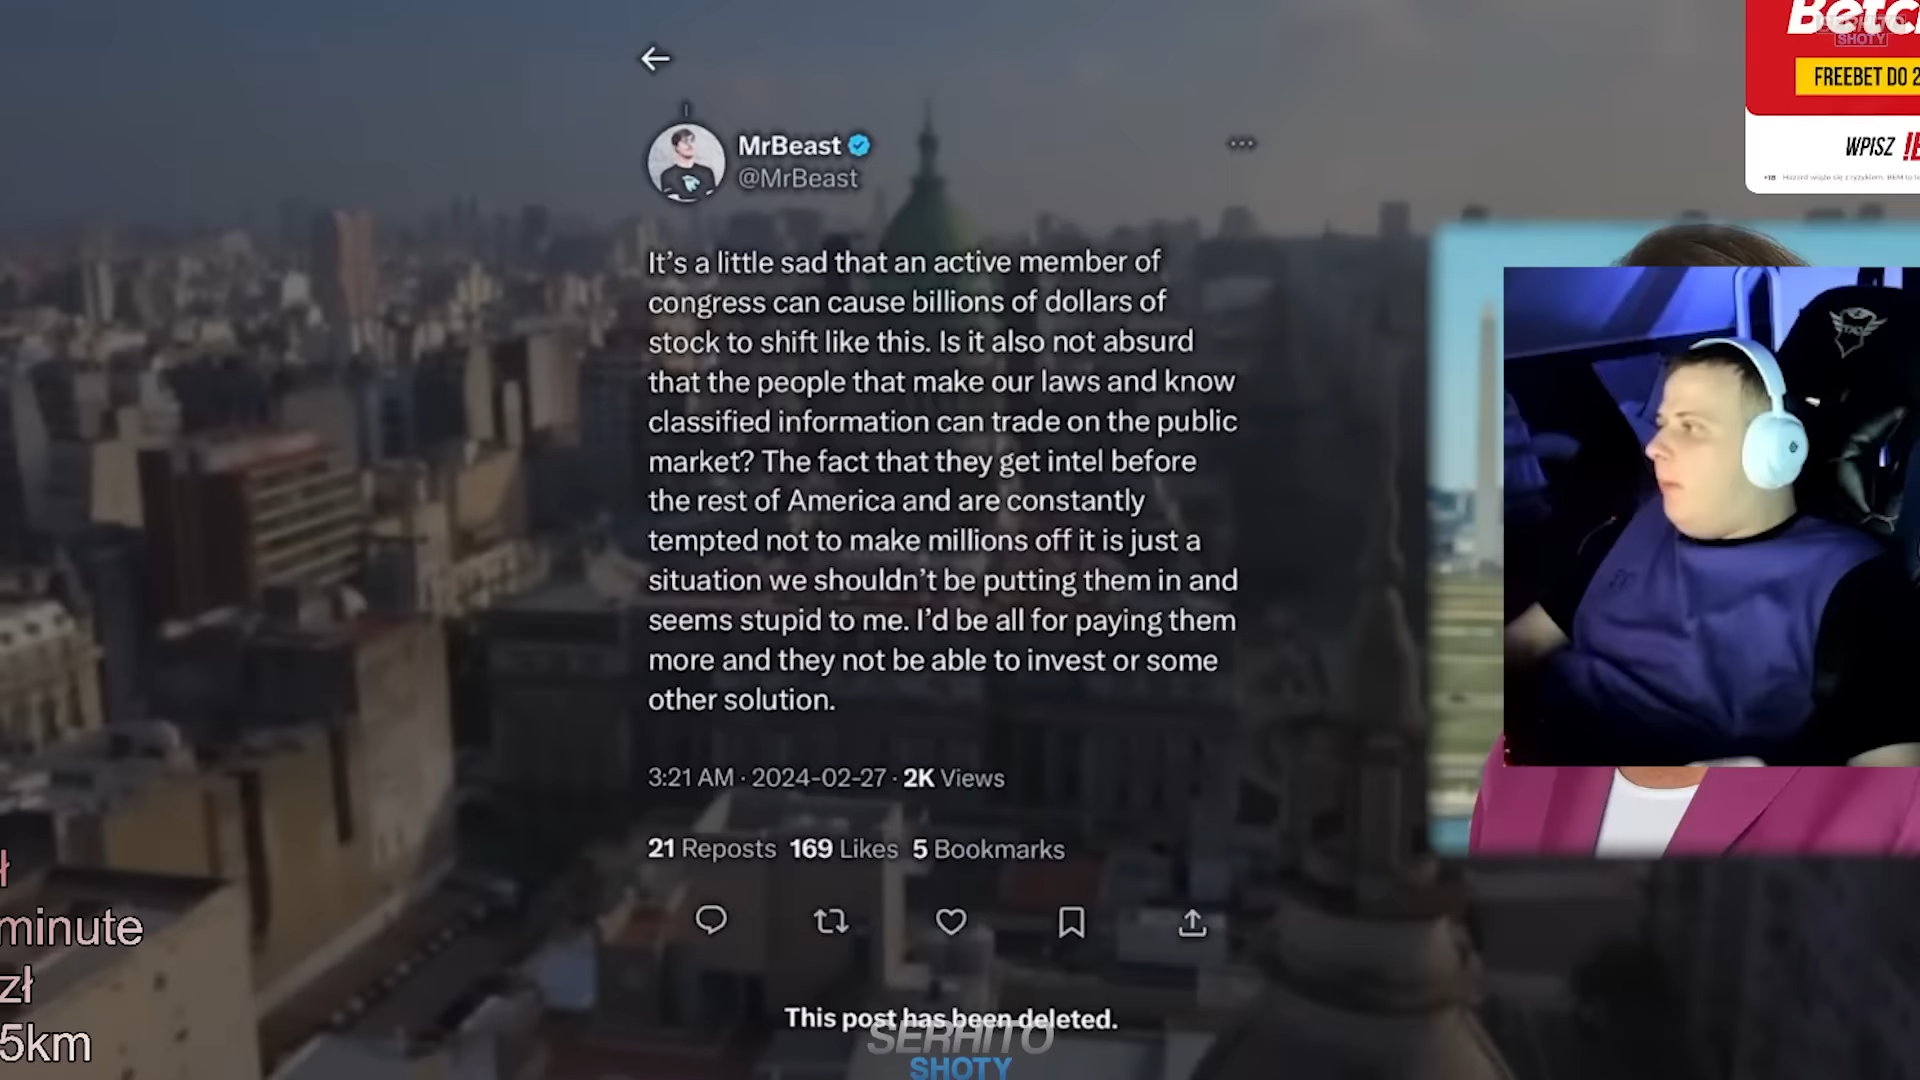 MrBeast
@MrBeast
It's a little sad that an active member of
congress can cause billions of dollars of
stock to shift like this. Is it also not absurd
that the people that make our laws and know
classified information can trade on the public
market? The fact that they get intel before
the rest of America and are constantly
tempted not to make millions off it is just a
situation we shouldn't be putting them in and
seems stupid to me. I'd be all for paying them
more and they not be able to invest or some
other solution.
3:21 AM · 2024-02-27 · 2K Views
21 Reposts 169 Likes 5 Bookmarks
This post has been deleted.
SERHITO
SHOTY
SHOTY
FREEBET DO 2
WPISZ
+18
ł
minute
zł
5km